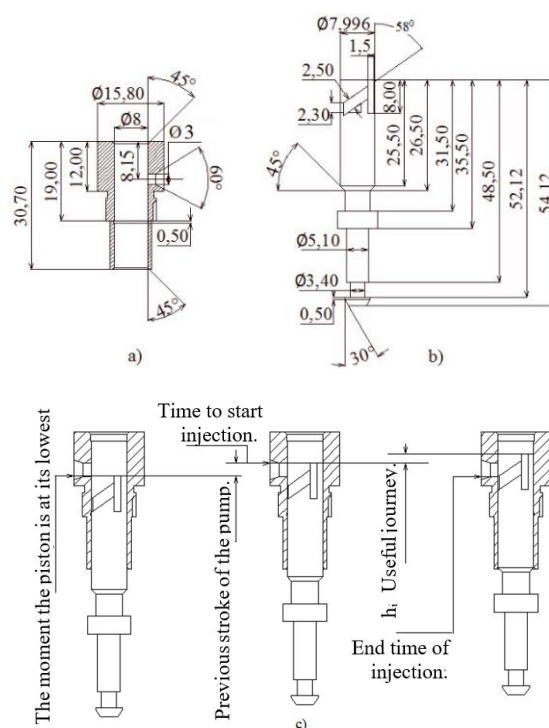 Ø15,80
Ø8
45°
Ø3
30,70
19,00
12,00
8,15
60°
0,50
45°
a)
Ø7,996
58°
1,5
2,50
2,30
8,00
25,50
26,50
31,50
35,50
48,50
52,12
54,12
45°
Ø5,10
Ø3,40
0,50
30°
b)
The moment the piston is at its lowest
Time to start
injection.
Previous stroke of the pump.
hᵢ Useful journey.
End time of
injection.
c)